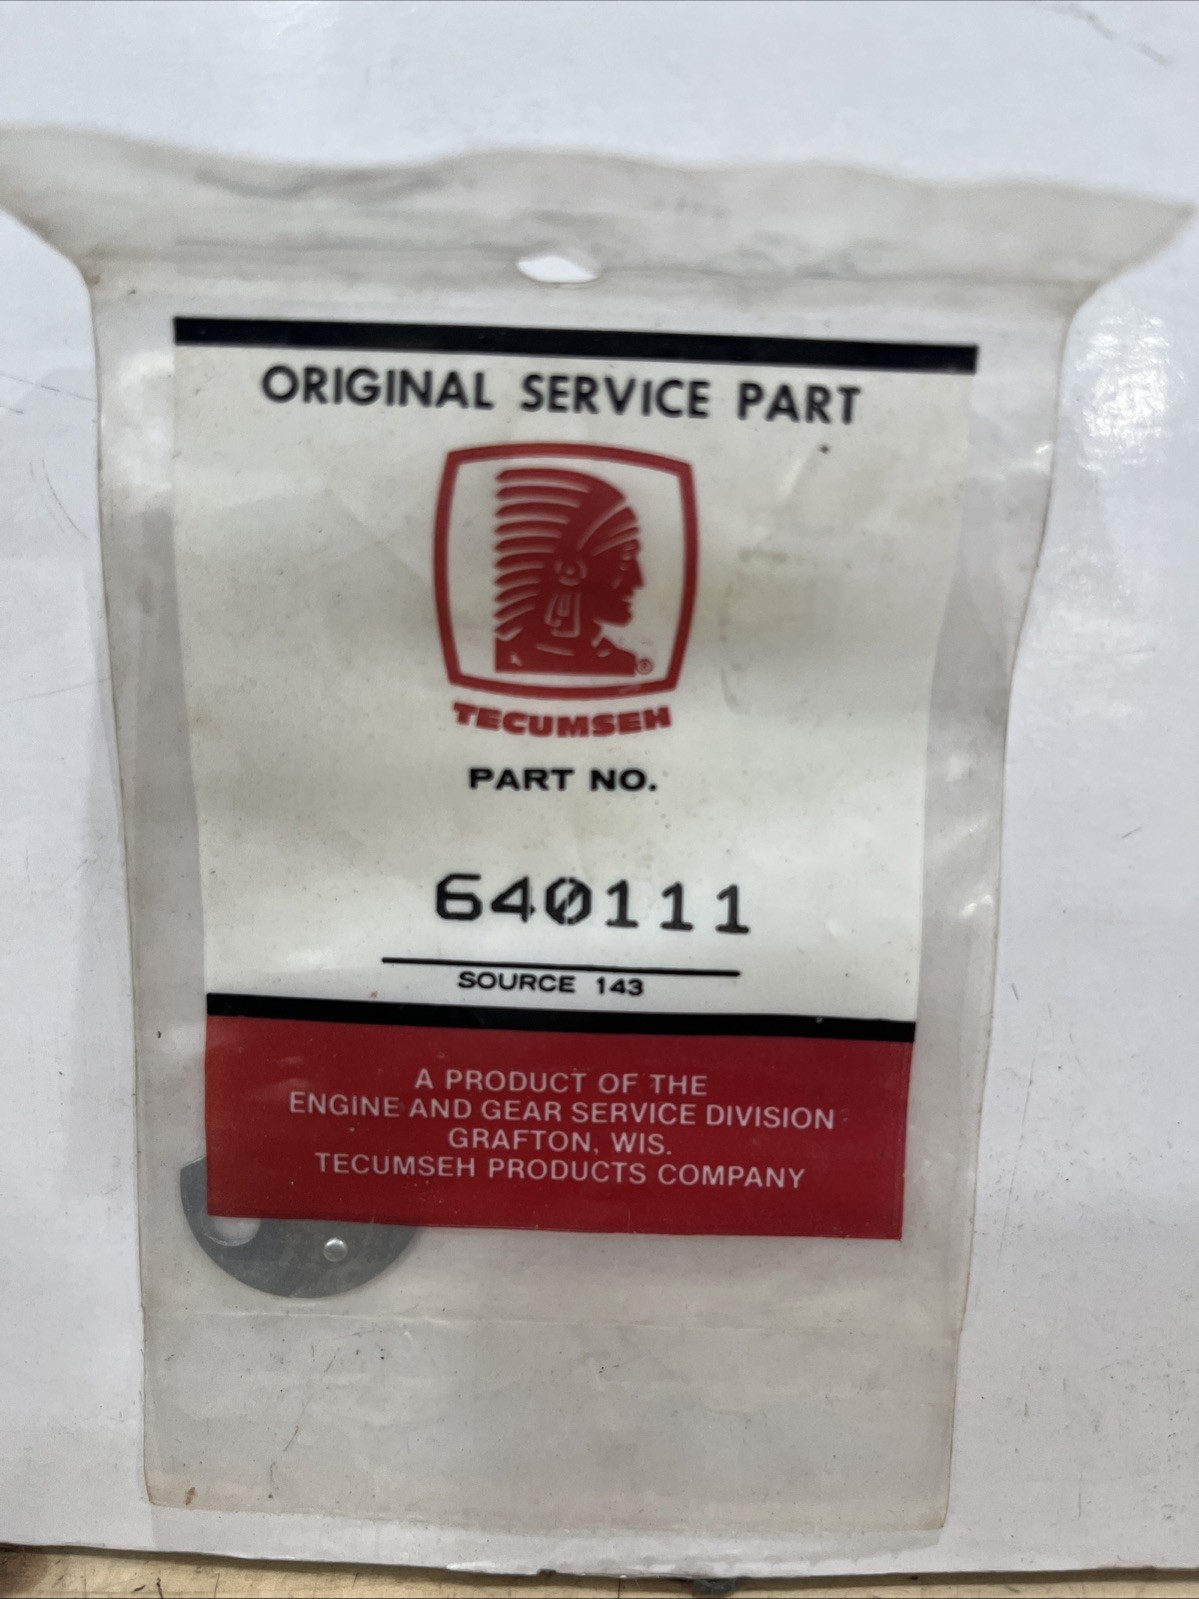 ORIGINAL SERVICE PART
®
TECUMSEH
PART NO.
640111
SOURCE 143
A PRODUCT OF THE
ENGINE AND GEAR SERVICE DIVISION
GRAFTON, WIS.
TECUMSEH PRODUCTS COMPANY